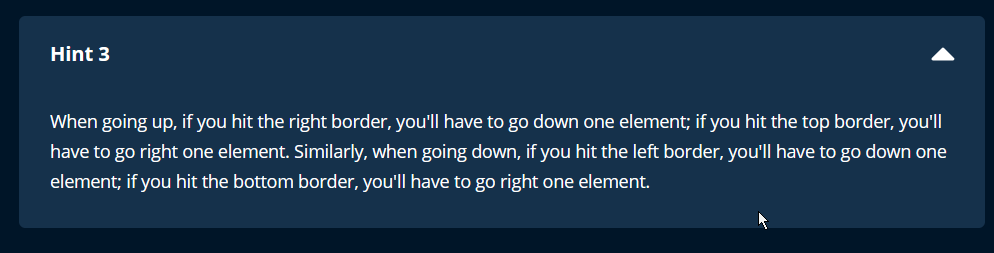 Hint 3
When going up, if you hit the right border, you'll have to go down one element; if you hit the top border, you'll
have to go right one element. Similarly, when going down, if you hit the left border, you'll have to go down one
element; if you hit the bottom border, you'll have to go right one element.